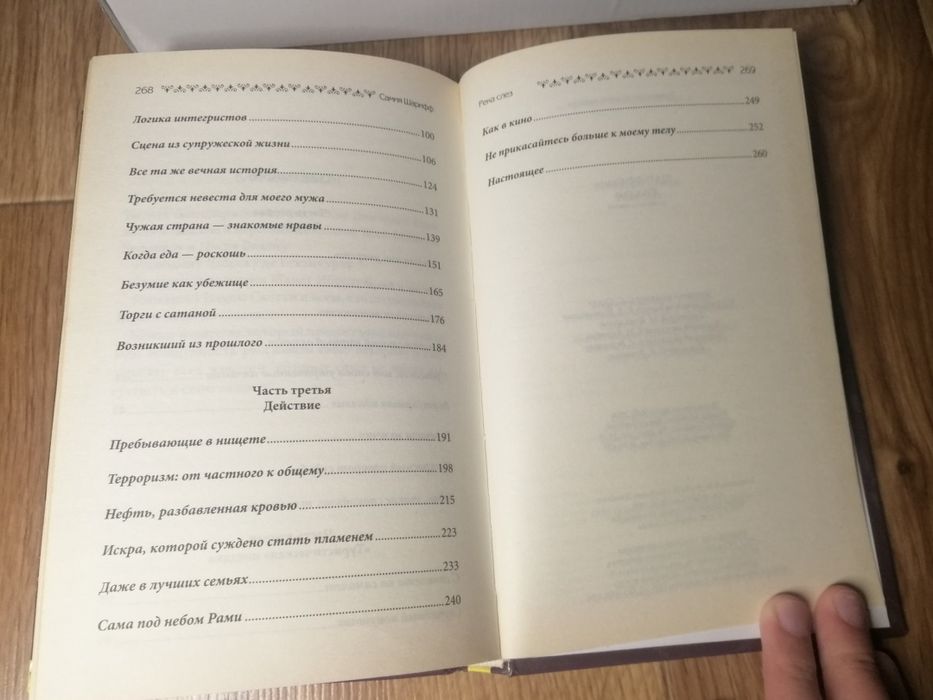 268 Самия Шарифф
Логика интегристов 100
Сцена из супружеской жизни 106
Все та же вечная история 124
Требуется невеста для моего мужа 131
Чужая страна — знакомые нравы 139
Когда еда — роскошь 151
Безумие как убежище 165
Торги с сатаной 176
Возникший из прошлого 184
Часть третья
Действие
Пребывающие в нищете 191
Терроризм: от частного к общему 198
Нефть, разбавленная кровью 215
Искра, которой суждено стать пламенем 223
Даже в лучших семьях 233
Сама под небом Рами 240
Река слез 269
Как в кино 249
Не прикасайтесь больше к моему телу 252
Настоящее 260